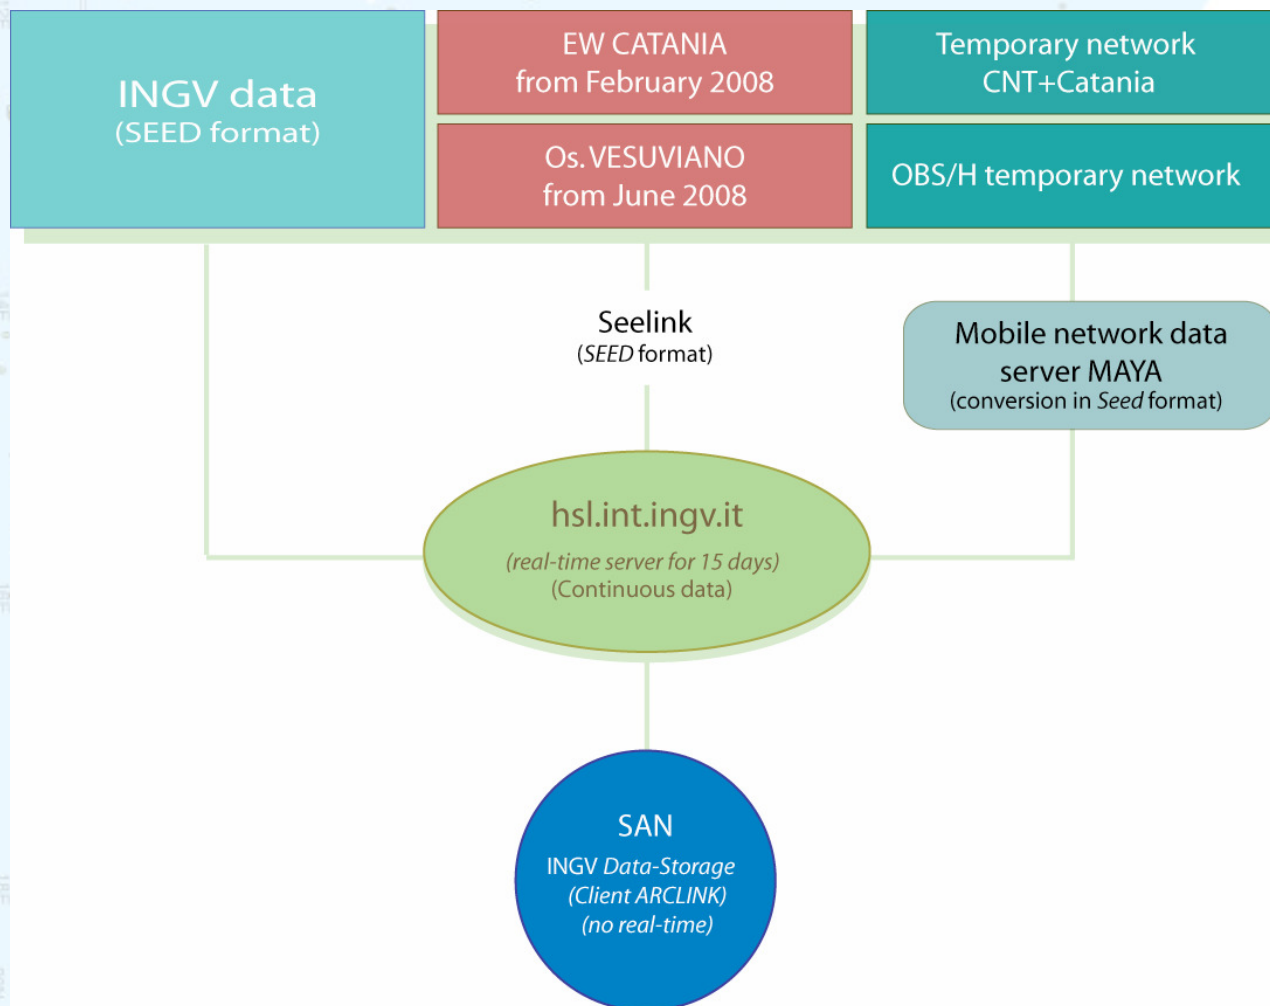 INGV data
(SEED format)
EW CATANIA
from February 2008
Os. VESUVIANO
from June 2008
Temporary network
CNT+Catania
OBS/H temporary network
Seelink
(SEED format)
Mobile network data
server MAYA
(conversion in Seed format)
hsl.int.ingv.it
(real-time server for 15 days)
(Continuous data)
SAN
INGV Data-Storage
(Client ARCLINK)
(no real-time)